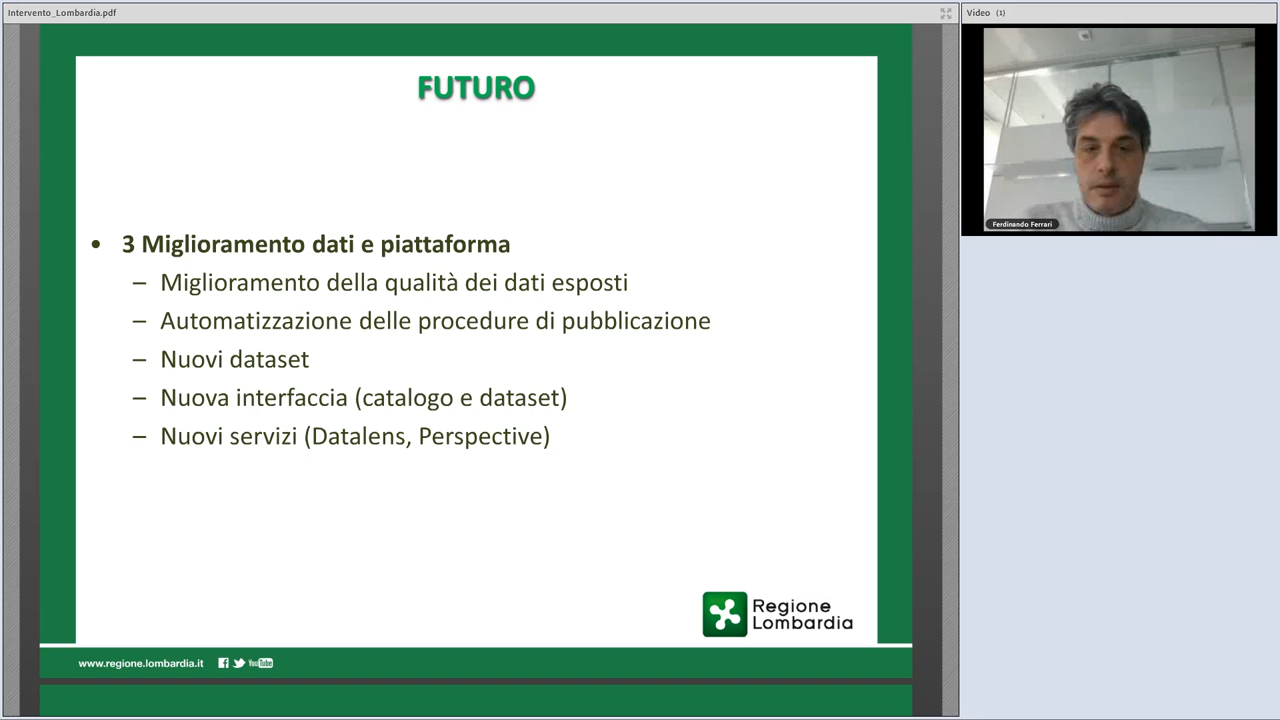 Intervento_Lombardia.pdf
Video (1)
FUTURO
• 3 Miglioramento dati e piattaforma
– Miglioramento della qualità dei dati esposti
– Automatizzazione delle procedure di pubblicazione
– Nuovi dataset
– Nuova interfaccia (catalogo e dataset)
– Nuovi servizi (Datalens, Perspective)
Ferdinando Ferrari
Regione
Lombardia
www.regione.lombardia.it
YouTube